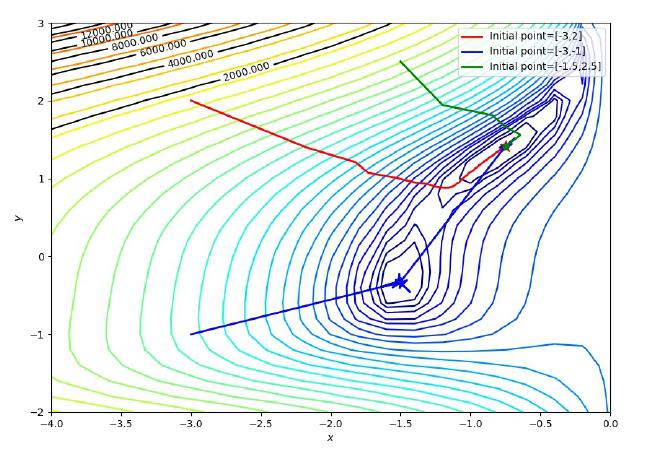 12000.000
10000.000
8000.000
6000.000
4000.000
2000.000
Initial point=[-3,2]
Initial point=[-3,-1]
Initial point=[-1.5,2.5]
3
2
1
0
−1
−2
y
−4.0 −3.5 −3.0 −2.5 −2.0 −1.5 −1.0 −0.5 0.0
x